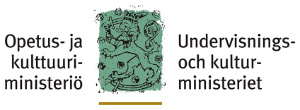 Opetus- ja
kulttuuri-
ministeriö
Undervisnings-
och kultur-
ministeriet